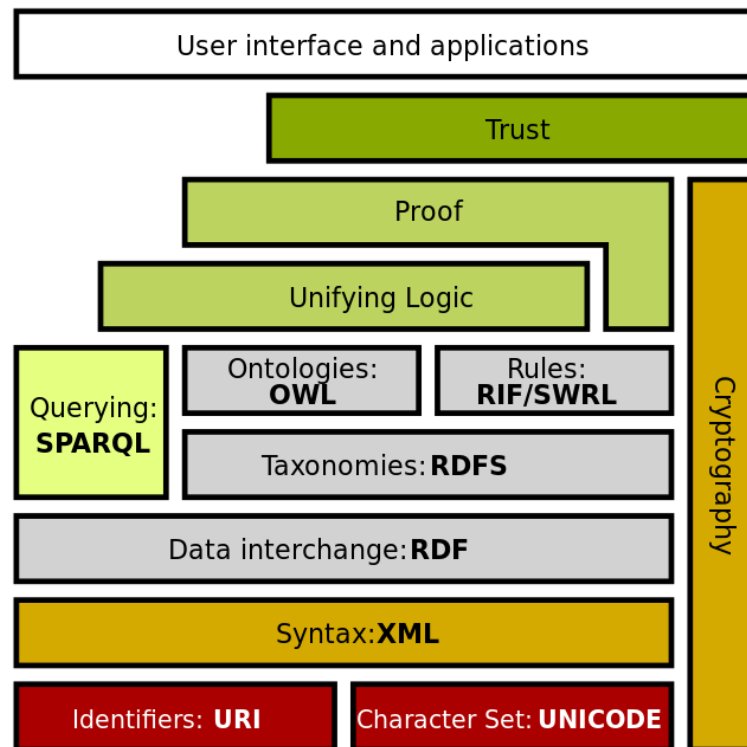 User interface and applications
Trust
Proof
Unifying Logic
Querying:
SPARQL
Ontologies:
OWL
Rules:
RIF/SWRL
Taxonomies: RDFS
Cryptography
Data interchange: RDF
Syntax:XML
Identifiers: URI
Character Set: UNICODE